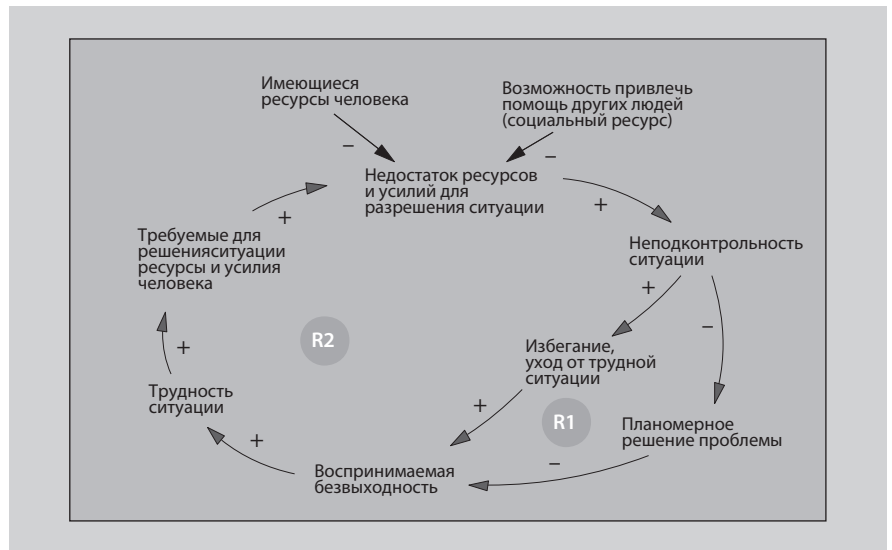 Имеющиеся
ресурсы человека
Возможность привлечь
помощь других людей
(социальный ресурс)
–
–
Недостаток ресурсов
и усилий для
разрешения ситуации
+
+
Требуемые для
решенияситуации
ресурсы и усилия
человека
Неподконтрольность
ситуации
+
–
R2
Избегание,
уход от трудной
ситуации
+
Трудность
ситуации
+
R1
Планомерное
решение проблемы
+
–
Воспринимаемая
безвыходность